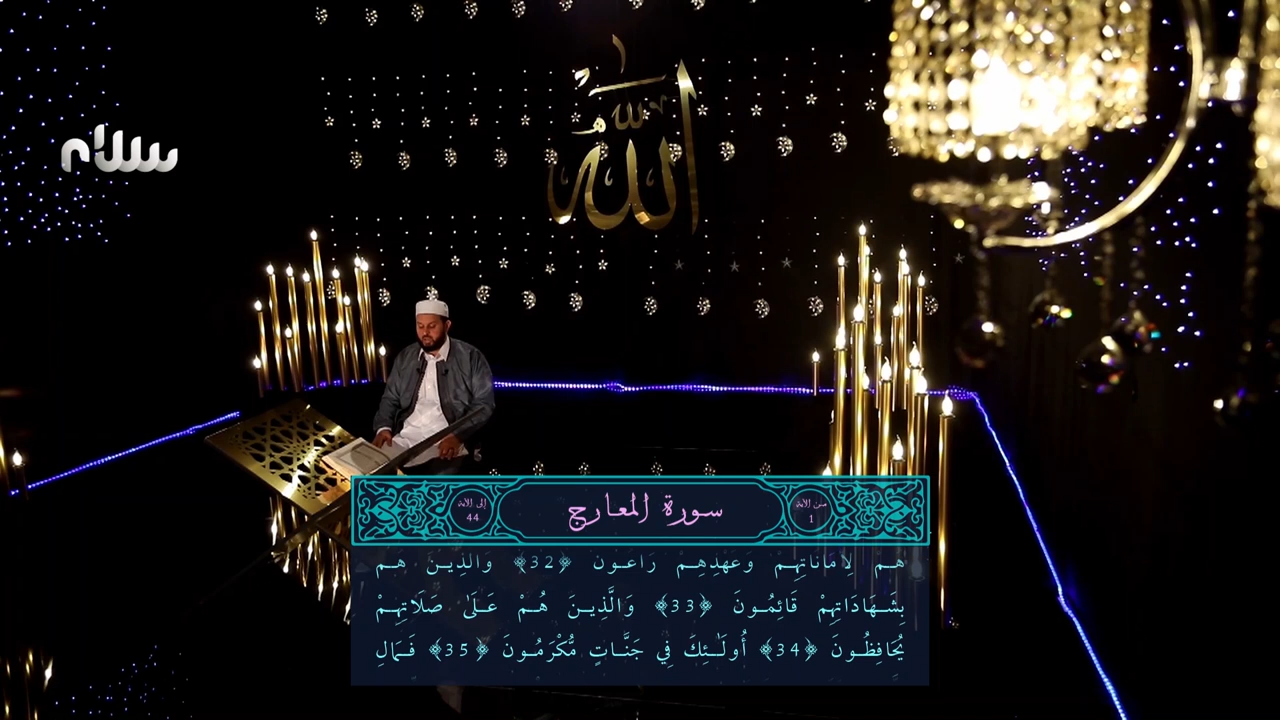 سلام
الله
سورة المعارج
من الآية
1
إلى الآية
44
هُمْ لِأَمَانَاتِهِمْ وَعَهْدِهِمْ رَاعُونَ ﴿32﴾ وَالَّذِينَ هُم
بِشَهَادَاتِهِمْ قَائِمُونَ ﴿33﴾ وَالَّذِينَ هُمْ عَلَىٰ صَلَاتِهِمْ
يُحَافِظُونَ ﴿34﴾ أُولَٰئِكَ فِي جَنَّاتٍ مُّكْرَمُونَ ﴿35﴾ فَمَالِ